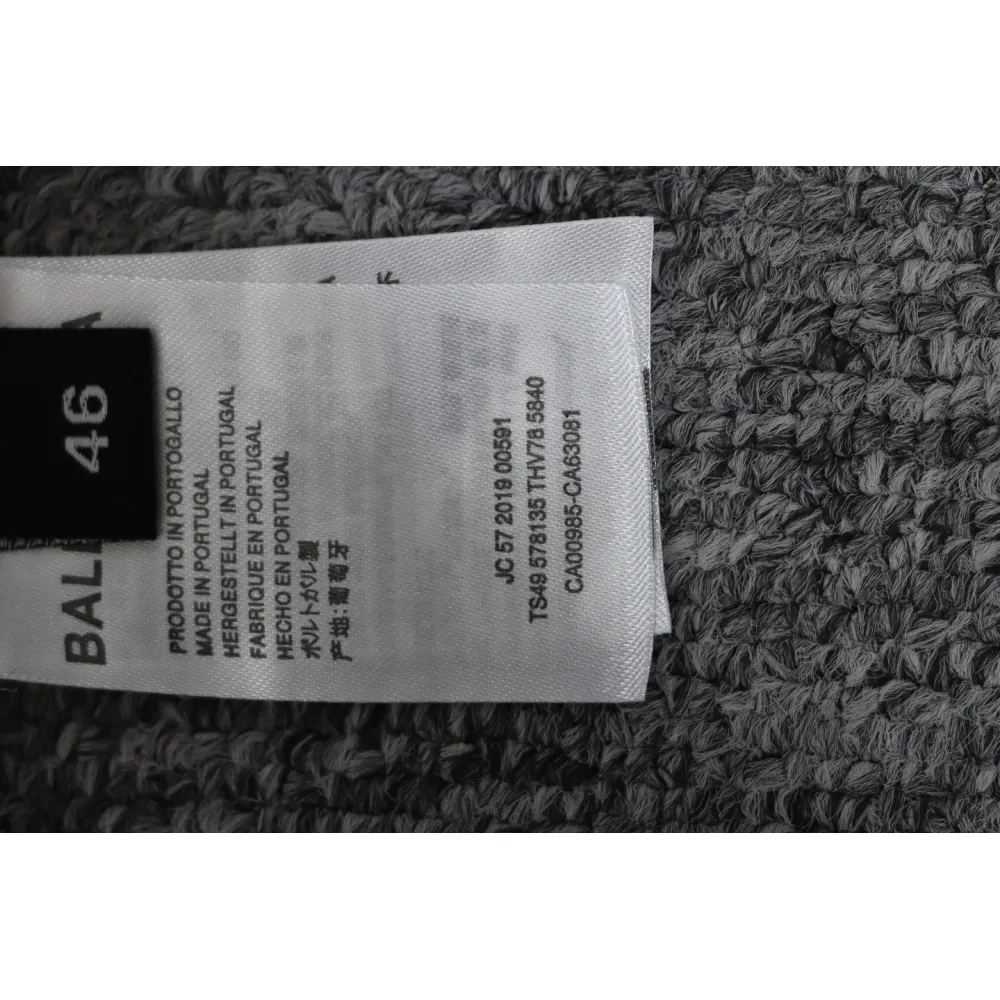 46
BAL
PRODOTTO IN PORTOGALLO
MADE IN PORTUGAL
HERGESTELLT IN PORTUGAL
FABRIQUE EN PORTUGAL
HECHO EN PORTUGAL
ポルトガル製
产地: 葡萄牙
JC 57 2019 00591
TS49 578135 THV78 5840
CA00985-CA63081